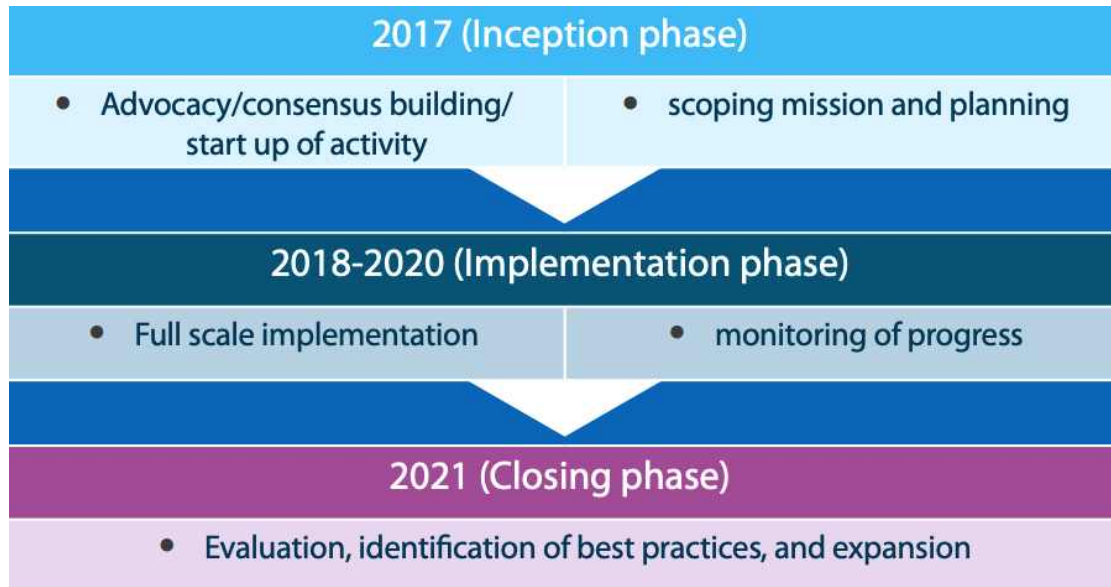 2017 (Inception phase)
• Advocacy/consensus building/
start up of activity
• scoping mission and planning
2018-2020 (Implementation phase)
• Full scale implementation
• monitoring of progress
2021 (Closing phase)
• Evaluation, identification of best practices, and expansion